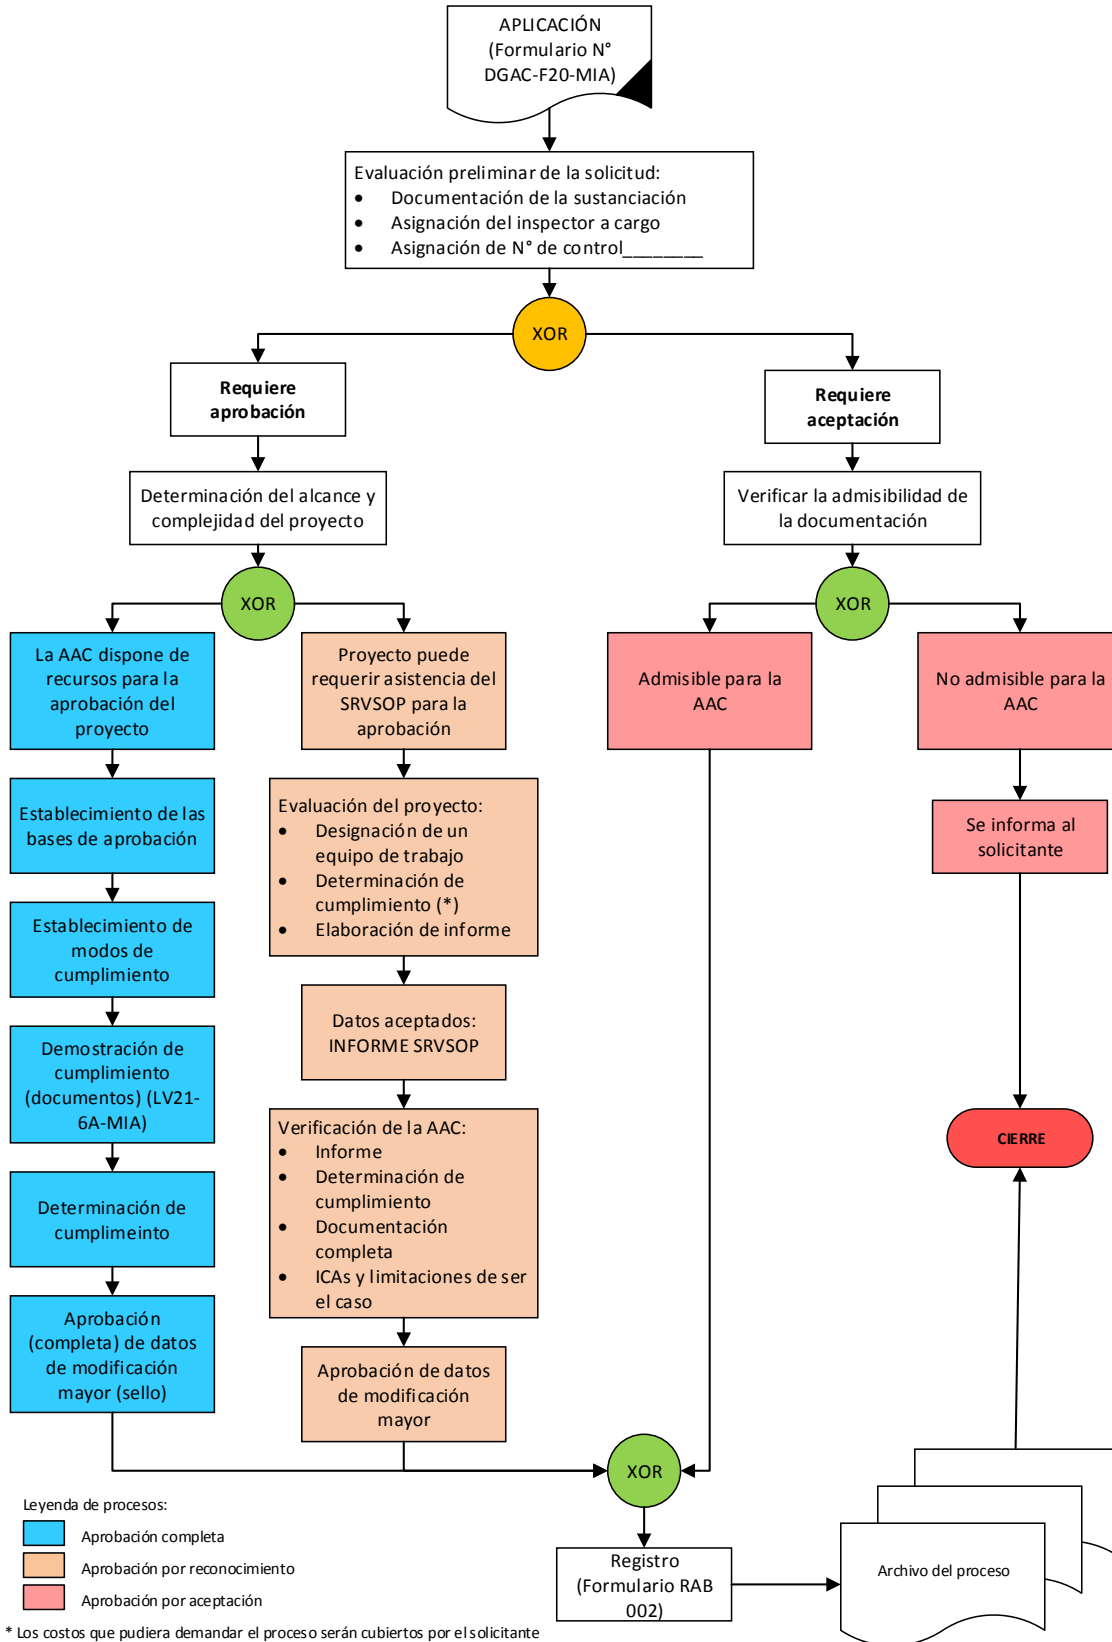 APLICACIÓN
(Formulario N°
DGAC-F20-MIA)
Evaluación preliminar de la solicitud:
• Documentación de la sustanciación
• Asignación del inspector a cargo
• Asignación de N° de control________
XOR
Requiere
aprobación
Requiere
aceptación
Determinación del alcance y
complejidad del proyecto
Verificar la admisibilidad de
la documentación
XOR
XOR
La AAC dispone de
recursos para la
aprobación del
proyecto
Proyecto puede
requerir asistencia del
SRVSOP para la
aprobación
Admisible para la
AAC
No admisible para la
AAC
Establecimiento de las
bases de aprobación
Evaluación del proyecto:
• Designación de un
equipo de trabajo
• Determinación de
cumplimiento (*)
• Elaboración de informe
Se informa al
solicitante
Establecimiento de
modos de
cumplimiento
Datos aceptados:
INFORME SRVSOP
Demostración de
cumplimiento
(documentos) (LV21-
6A-MIA)
Verificación de la AAC:
• Informe
• Determinación de
cumplimiento
• Documentación
completa
• ICAs y limitaciones de ser
el caso
CIERRE
Determinación de
cumplimeinto
Aprobación
(completa) de datos
de modificación
mayor (sello)
Aprobación de datos
de modificación
mayor
XOR
Registro
(Formulario RAB
002)
Archivo del proceso
Leyenda de procesos:
Aprobación completa
Aprobación por reconocimiento
Aprobación por aceptación
* Los costos que pudiera demandar el proceso serán cubiertos por el solicitante